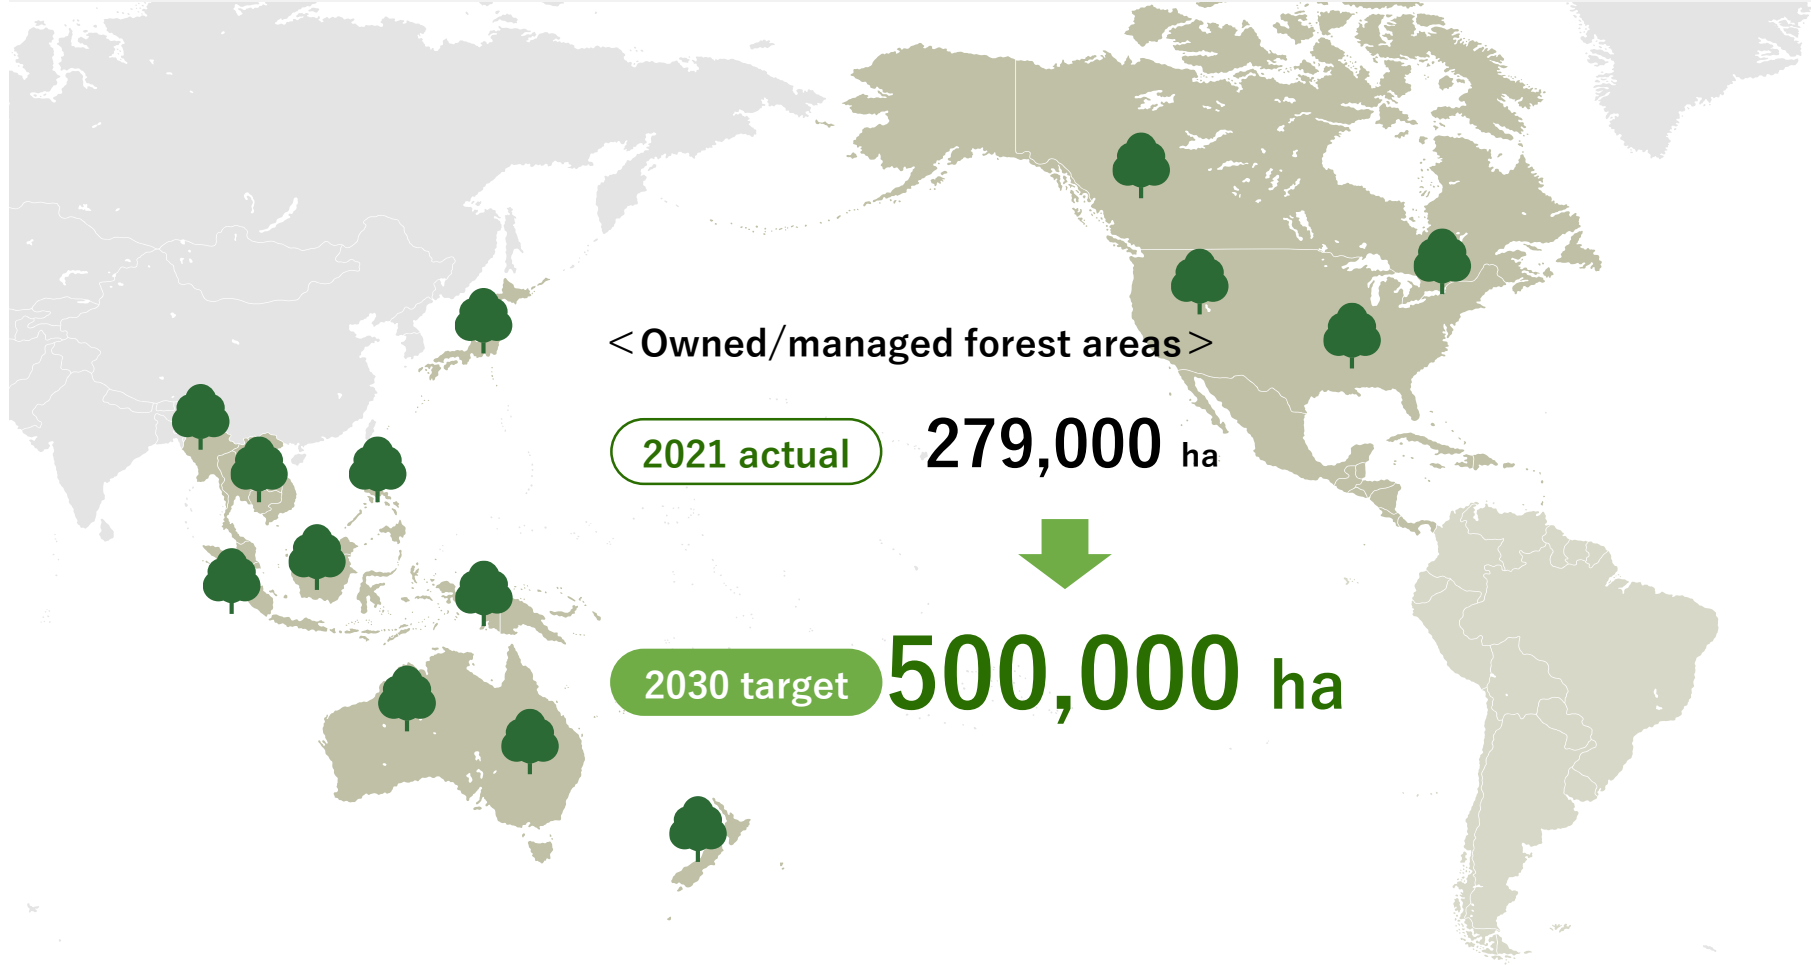 ＜Owned/managed forest areas＞
2021 actual 279,000 ha
2030 target 500,000 ha